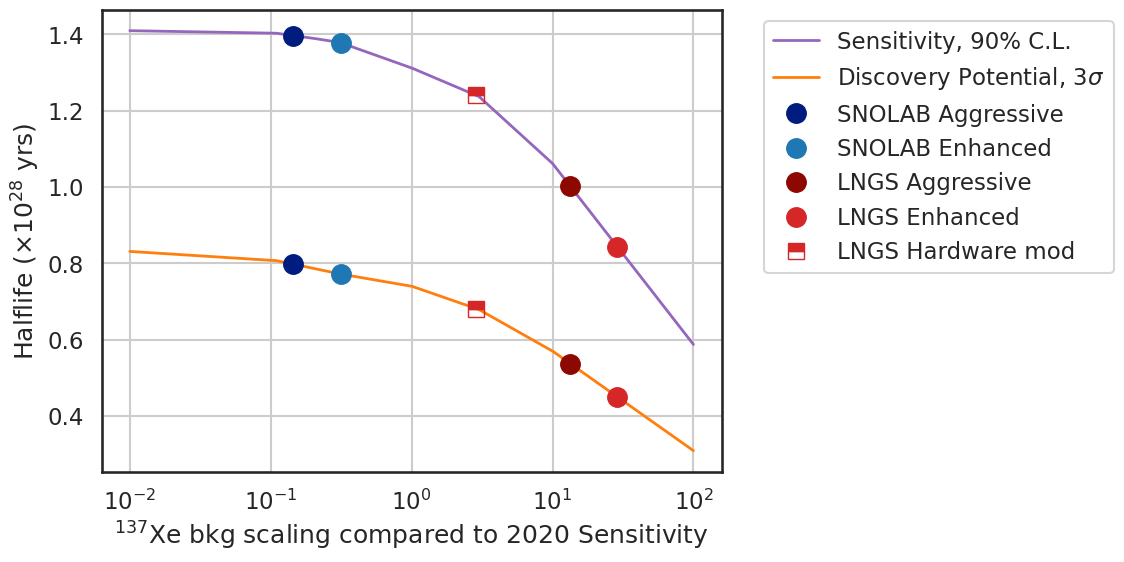 1.4
1.2
1.0
0.8
0.6
0.4
Halflife (×10²⁸ yrs)
10⁻² 10⁻¹ 10⁰ 10¹ 10²
¹³⁷Xe bkg scaling compared to 2020 Sensitivity
Sensitivity, 90% C.L.
Discovery Potential, 3σ
SNOLAB Aggressive
SNOLAB Enhanced
LNGS Aggressive
LNGS Enhanced
LNGS Hardware mod